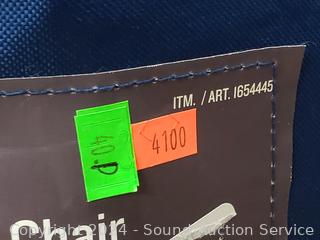 ITM. / ART. 1654445
40.P
4100
Chair
Copyright 2024 - Sound Auction Service